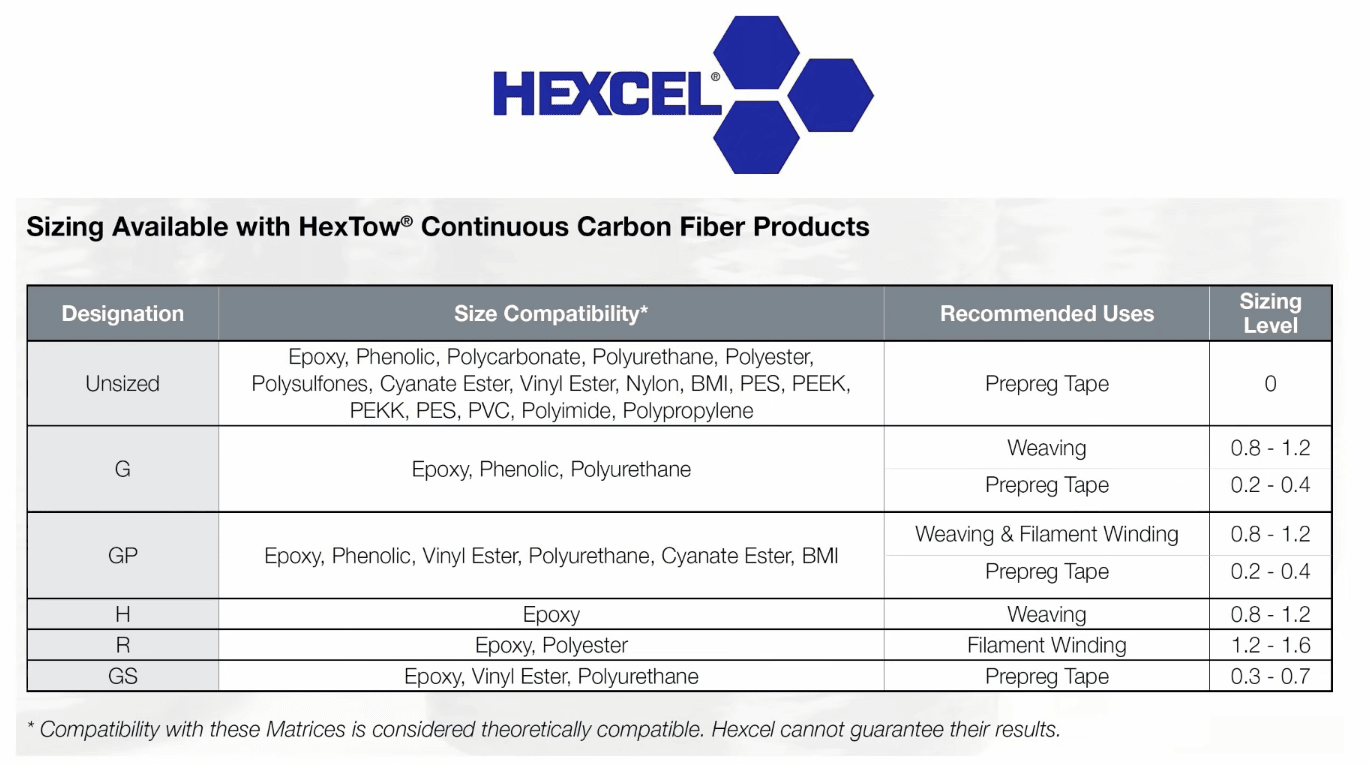 HEXCEL®
Sizing Available with HexTow® Continuous Carbon Fiber Products
Designation Size Compatibility* Recommended Uses Sizing Level
Unsized Epoxy, Phenolic, Polycarbonate, Polyurethane, Polyester,
Polysulfones, Cyanate Ester, Vinyl Ester, Nylon, BMI, PES, PEEK,
PEKK, PES, PVC, Polyimide, Polypropylene Prepreg Tape 0
G Epoxy, Phenolic, Polyurethane Weaving 0.8 - 1.2
Prepreg Tape 0.2 - 0.4
GP Epoxy, Phenolic, Vinyl Ester, Polyurethane, Cyanate Ester, BMI Weaving & Filament Winding 0.8 - 1.2
Prepreg Tape 0.2 - 0.4
H Epoxy Weaving 0.8 - 1.2
R Epoxy, Polyester Filament Winding 1.2 - 1.6
GS Epoxy, Vinyl Ester, Polyurethane Prepreg Tape 0.3 - 0.7
* Compatibility with these Matrices is considered theoretically compatible. Hexcel cannot guarantee their results.